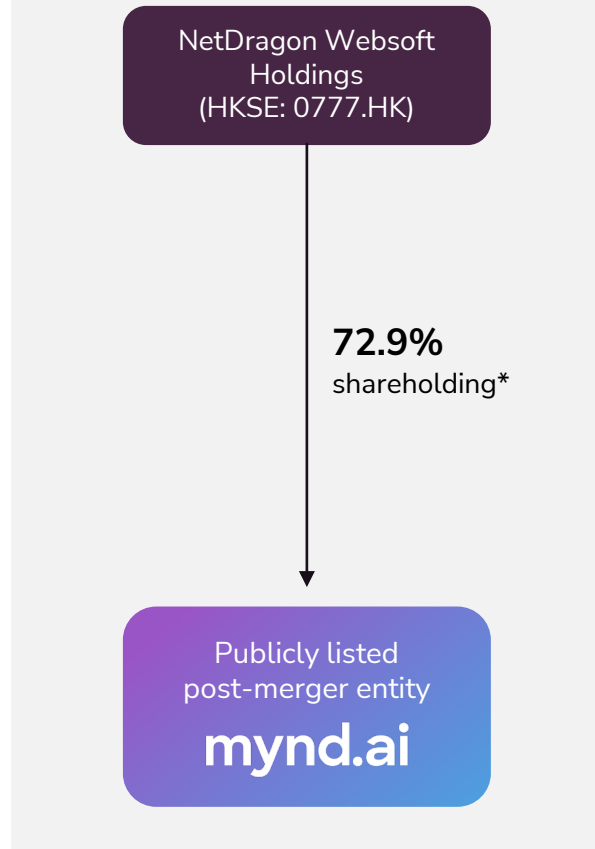 NetDragon Websoft
Holdings
(HKSE: 0777.HK)
72.9%
shareholding*
Publicly listed
post-merger entity
mynd.ai